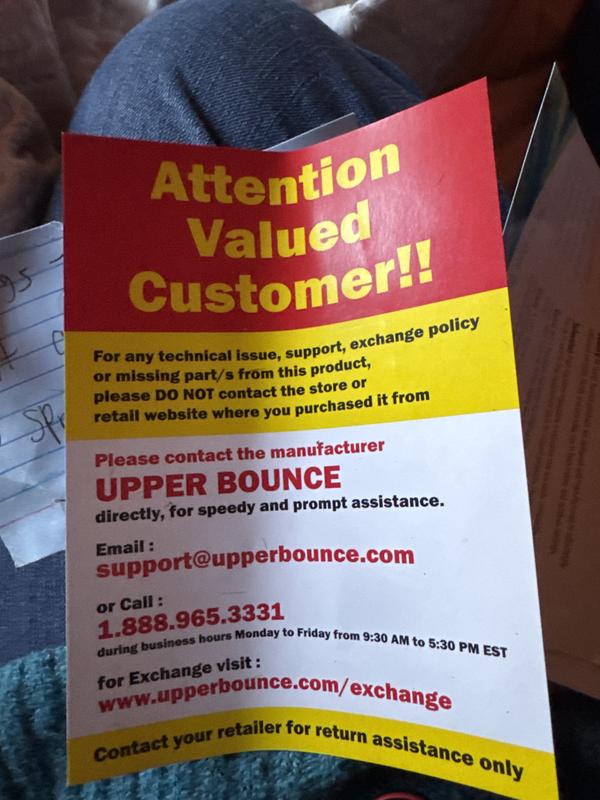 Attention
Valued
Customer!!
For any technical issue, support, exchange policy
or missing part/s from this product,
please DO NOT contact the store or
retail website where you purchased it from
Please contact the manufacturer
UPPER BOUNCE
directly, for speedy and prompt assistance.
Email :
support@upperbounce.com
or Call :
1.888.965.3331
during business hours Monday to Friday from 9:30 AM to 5:30 PM EST
for Exchange visit :
www.upperbounce.com/exchange
Contact your retailer for return assistance only